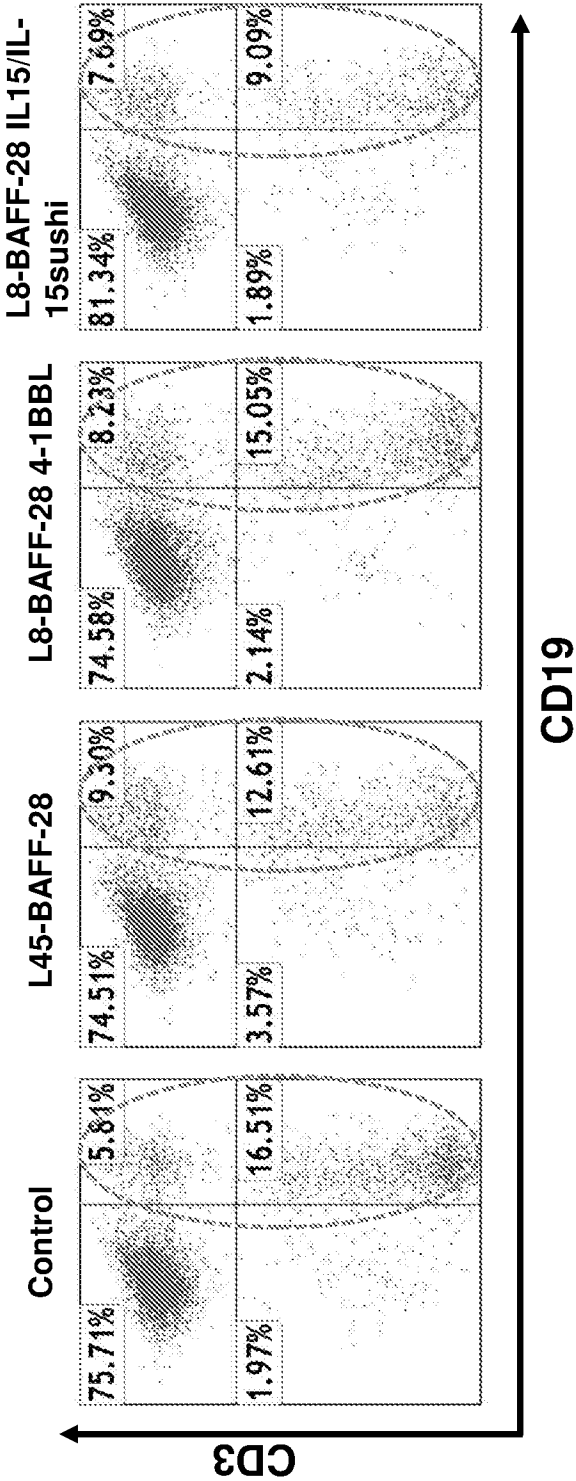 Control
75.71%
5.81%
1.97%
16.51%
L45-BAFF-28
74.51%
9.30%
3.57%
12.61%
L8-BAFF-28 4-1BBL
74.58%
8.23%
2.14%
15.05%
L8-BAFF-28 IL15/IL-
15sushi
81.34%
7.69%
1.89%
9.09%
CD3
CD19